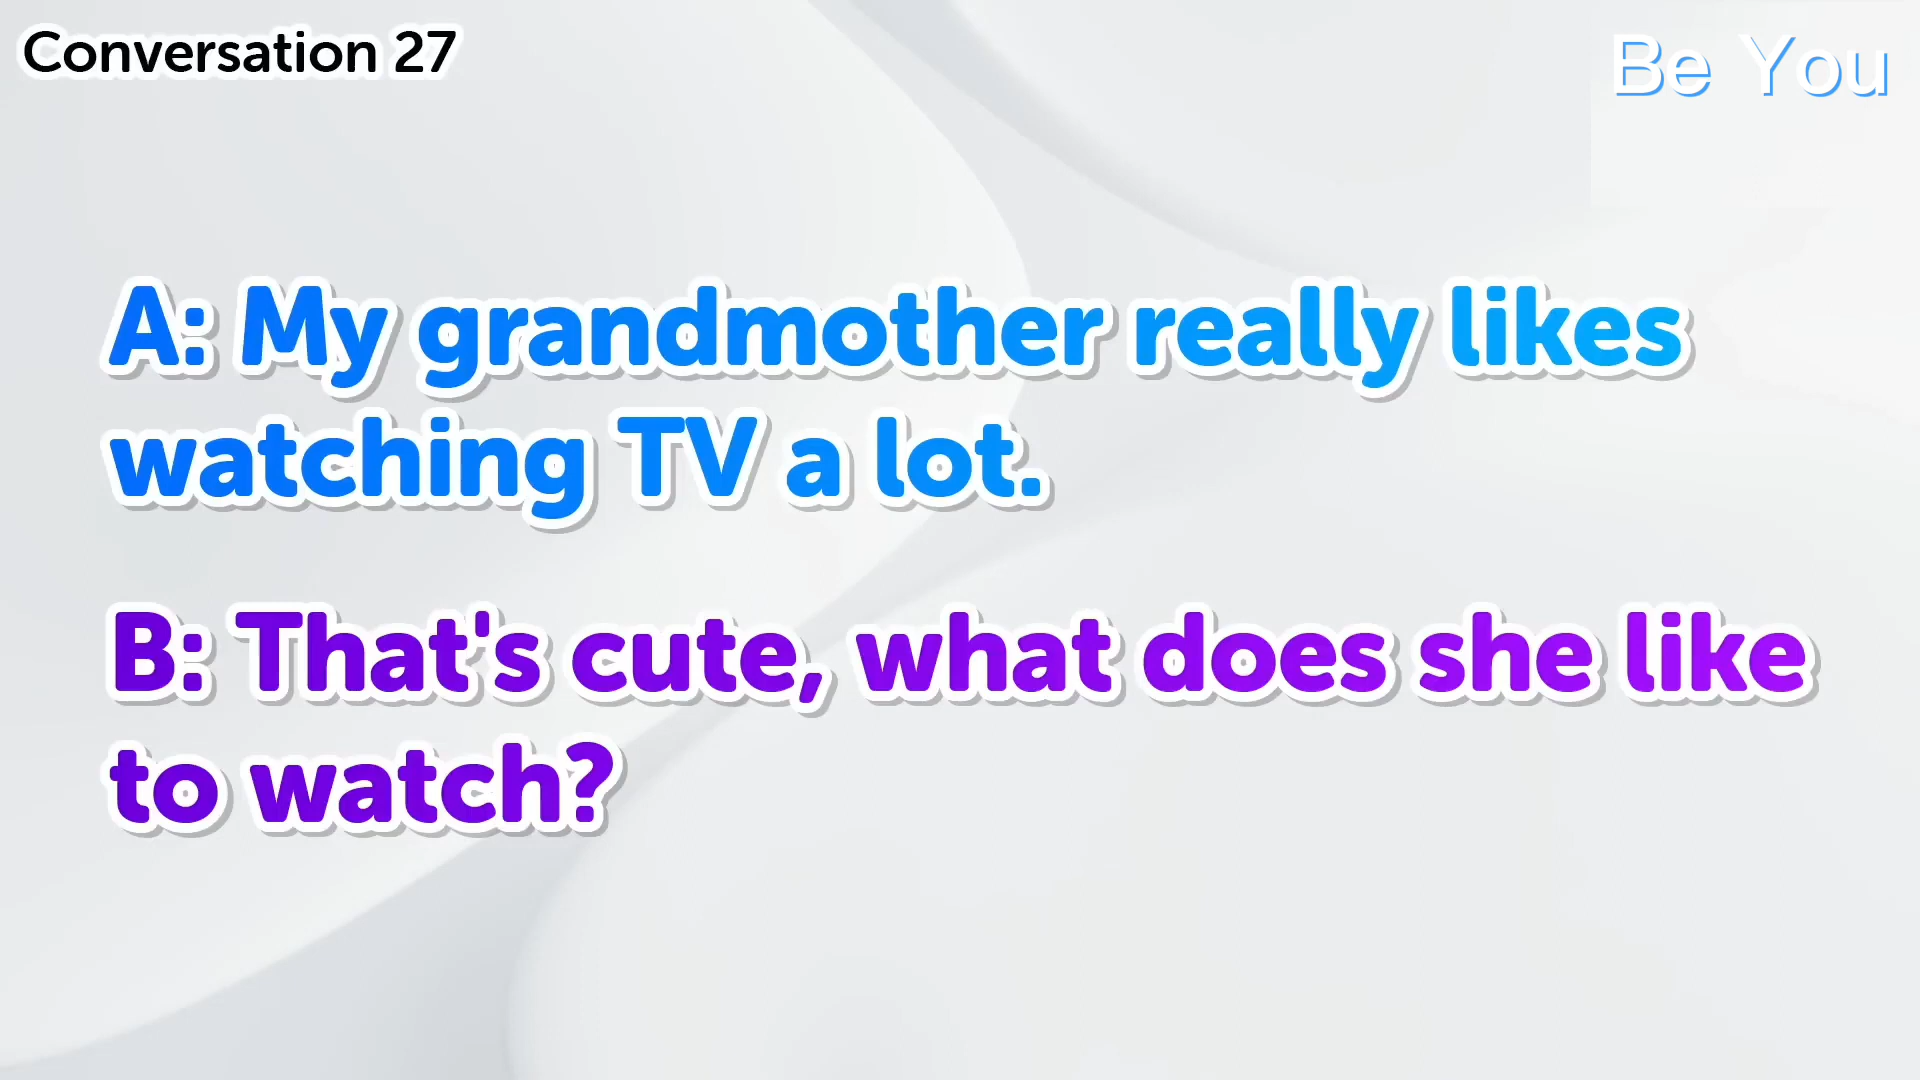 Conversation 27
Be You
A: My grandmother really likes
watching TV a lot.
B: That's cute, what does she like
to watch?